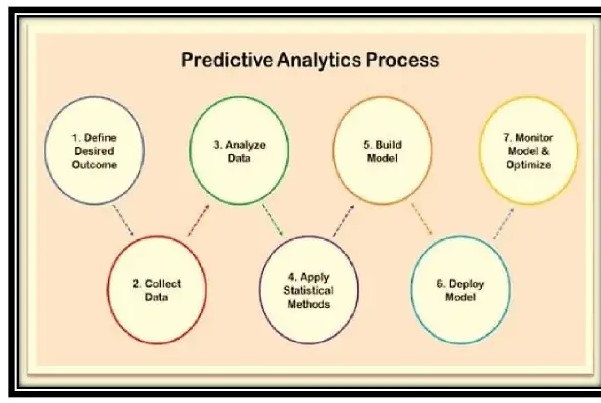 Predictive Analytics Process
1. Define
Desired
Outcome
2. Collect
Data
3. Analyze
Data
4. Apply
Statistical
Methods
5. Build
Model
6. Deploy
Model
7. Monitor
Model &
Optimize